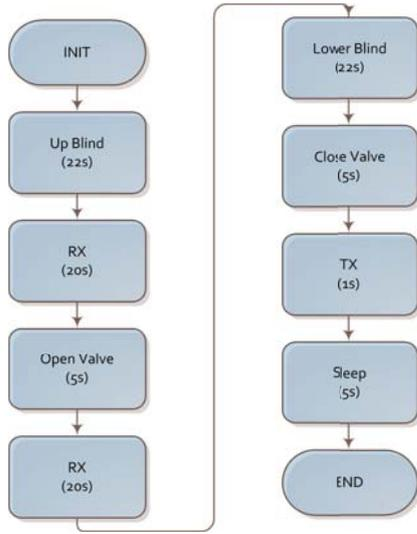 INIT
Up Blind
(22s)
RX
(20s)
Open Valve
(5s)
RX
(20s)
Lower Blind
(22s)
Close Valve
(5s)
TX
(1s)
Sleep
(5s)
END